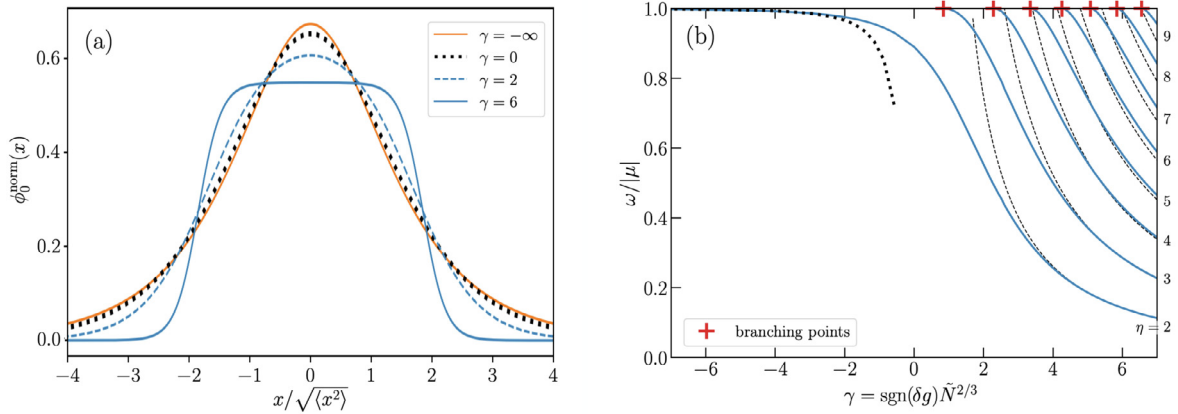 (a)
γ = −∞
γ = 0
γ = 2
γ = 6
0.6
0.4
0.2
0.0
ϕ₀ⁿᵒʳᵐ(x)
−4 −3 −2 −1 0 1 2 3 4
x/√⟨x²⟩
(b)
1.0
0.8
0.6
0.4
0.2
0.0
ω/|μ|
9
8
7
6
5
4
3
η = 2
branching points
−6 −4 −2 0 2 4 6
γ = sgn(δg)Ñ^{2/3}